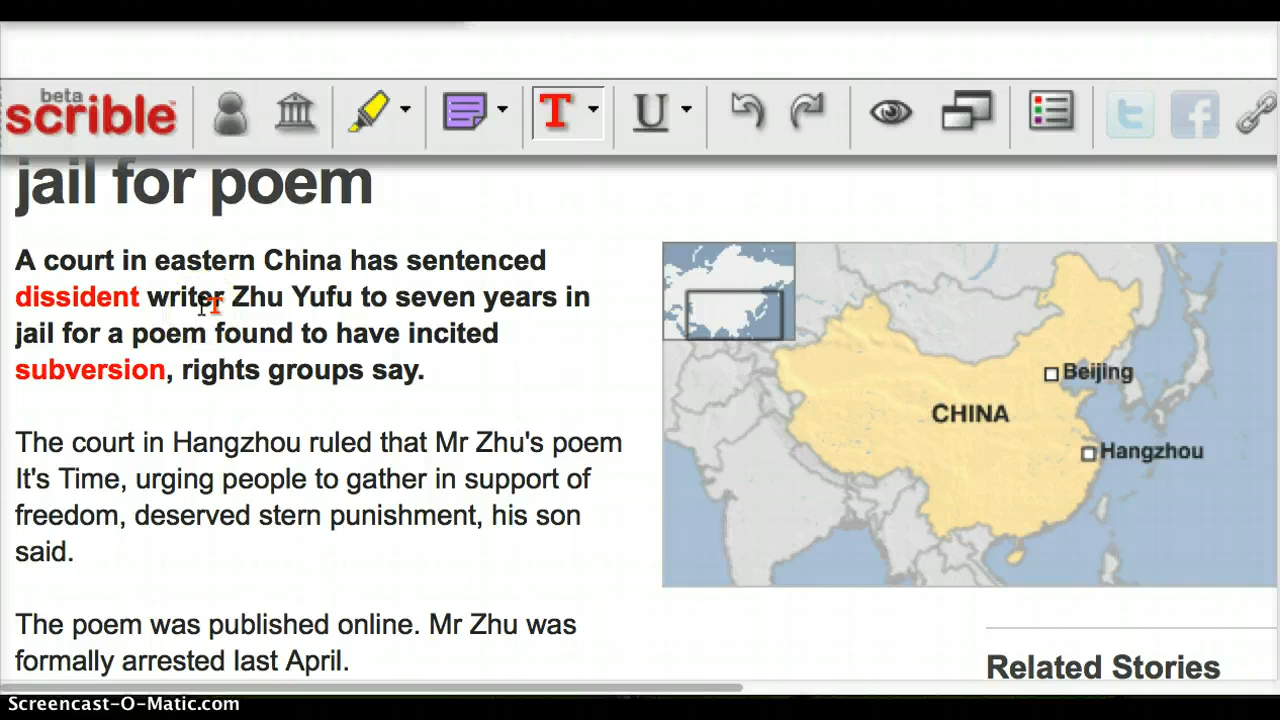 beta
scribble™
T
U
jail for poem
A court in eastern China has sentenced
dissident writer Zhu Yufu to seven years in
jail for a poem found to have incited
subversion, rights groups say.
The court in Hangzhou ruled that Mr Zhu's poem
It's Time, urging people to gather in support of
freedom, deserved stern punishment, his son
said.
The poem was published online. Mr Zhu was
formally arrested last April.
Beijing
CHINA
Hangzhou
Related Stories
Screencast-O-Matic.com